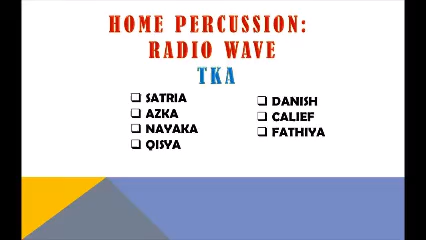 HOME PERCUSSION:
RADIO WAVE
TKA
SATRIA
AZKA
NAYAKA
QISYA
DANISH
CALIEF
FATHIYA